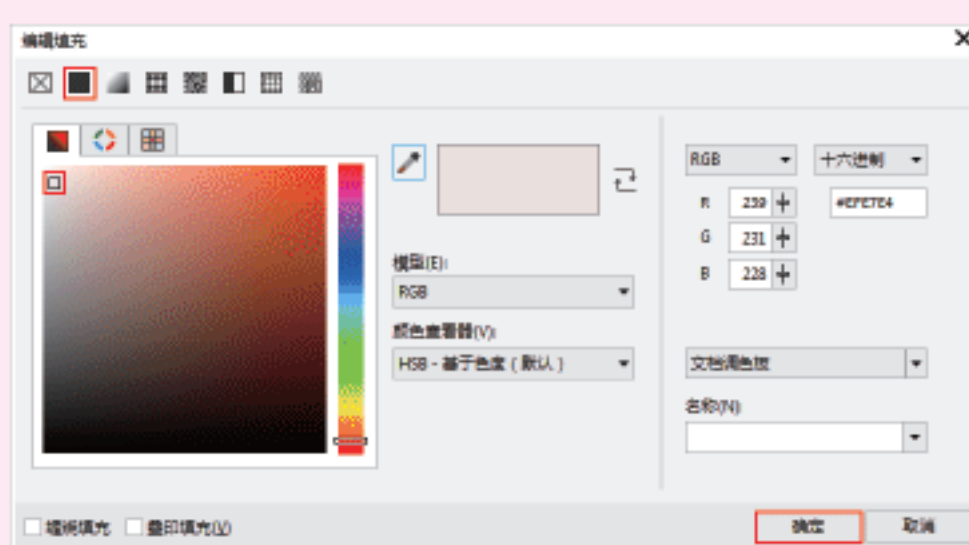 编辑填充
RGB
十六进制
R 239
#EFE7E4
G 231
B 228
模型(E):
RGB
颜色查看器(V):
HSB - 基于色度 ( 默认 )
文档调色板
名称(N)
缠绕填充
叠印填充(V)
确定
取消